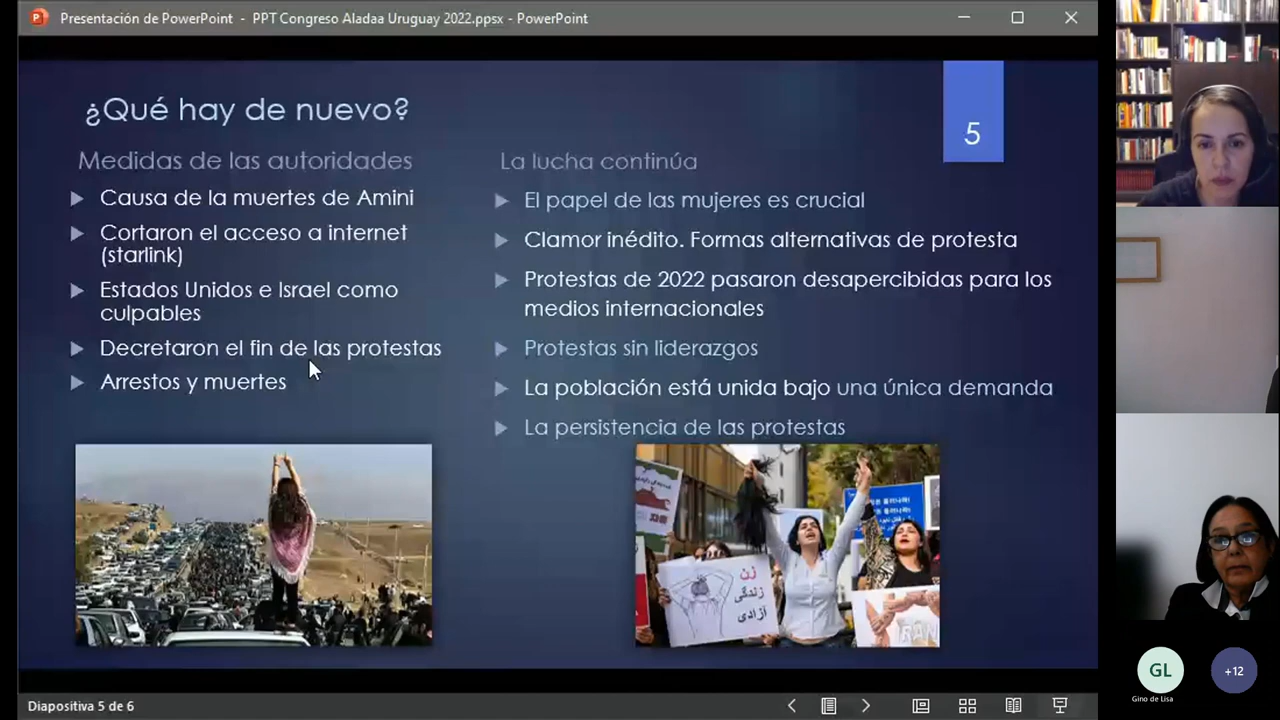 Presentación de PowerPoint - PPT Congreso Aladaa Uruguay 2022.ppsx - PowerPoint
¿Qué hay de nuevo?
5
Medidas de las autoridades
Causa de la muertes de Amini
Cortaron el acceso a internet
(starlink)
Estados Unidos e Israel como
culpables
Decretaron el fin de las protestas
Arrestos y muertes
La lucha continúa
El papel de las mujeres es crucial
Clamor inédito. Formas alternativas de protesta
Protestas de 2022 pasaron desapercibidas para los
medios internacionales
Protestas sin liderazgos
La población está unida bajo una única demanda
La persistencia de las protestas
زن
زندگی
آزادی
IRAN
Diapositiva 5 de 6
GL
+12
Gino de Lisa